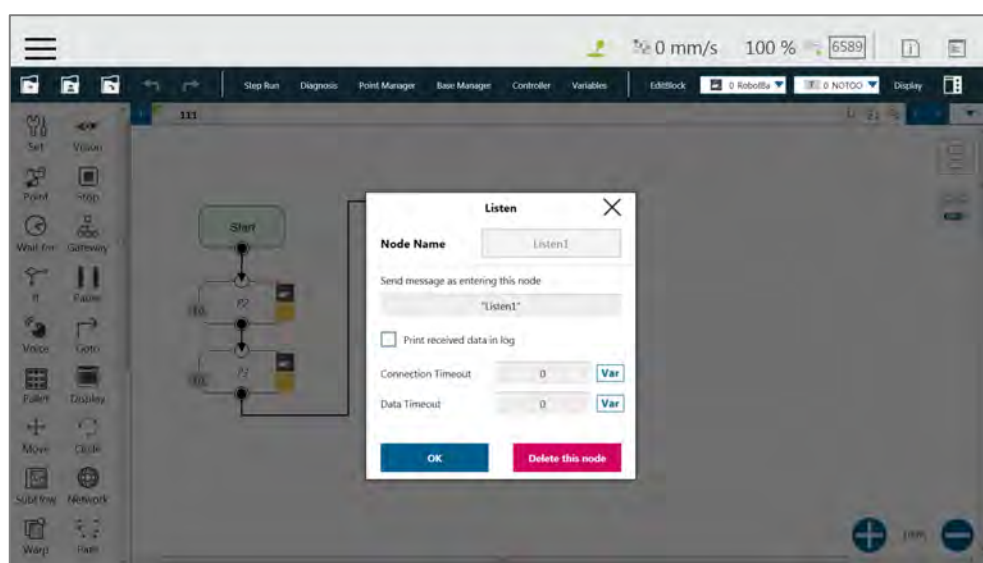 0 mm/s 100 % 6589
Step Run Diagnosis Point Manager Base Manager Controller Variables EditBlock 0 RobotBa 0 NOTOO Display
111
Set Vision
Point Stop
Wait for Gateway
If Pause
Voice Goto
Pallet Display
Move Circle
SubFlow Network
Warp Path
Start
P2
Listen
Node Name Listen1
Send message as entering this node
"Listen1"
Print received data in log
Connection Timeout 0 Var
Data Timeout 0 Var
OK Delete this node